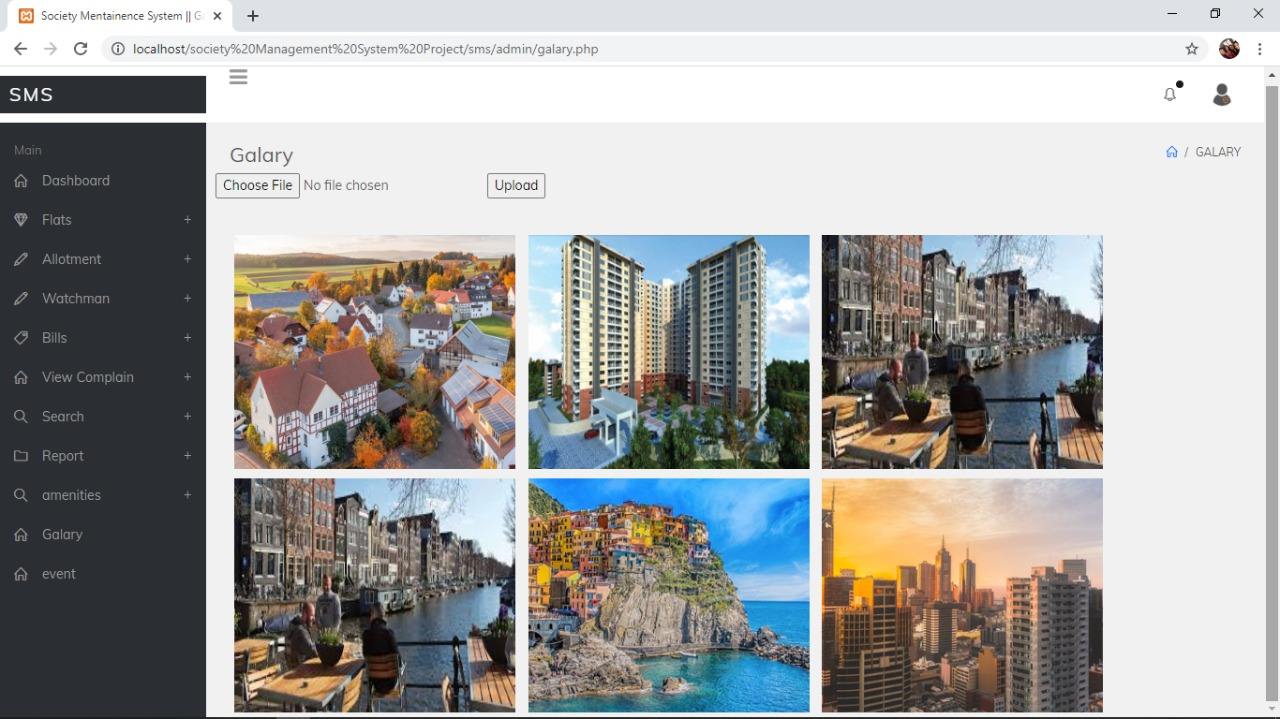 Society Mentainence System || Ga
localhost/society%20Management%20System%20Project/sms/admin/galary.php
SMS
Main
Dashboard
Flats +
Allotment +
Watchman +
Bills +
View Complain +
Search +
Report +
amenities +
Galary
event
Galary
/ GALARY
Choose File No file chosen Upload